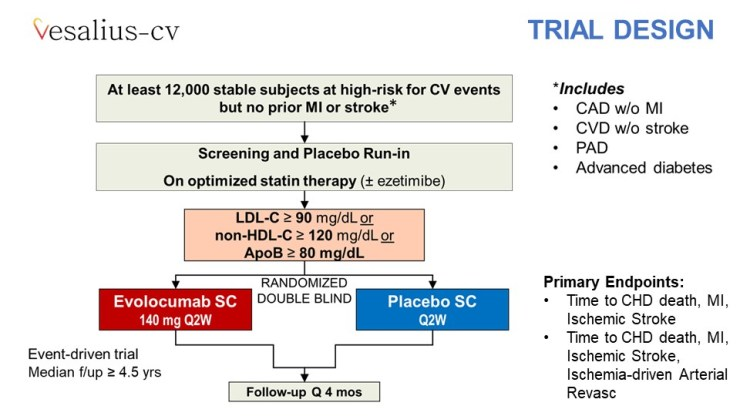 Vesalius-cv
TRIAL DESIGN
At least 12,000 stable subjects at high-risk for CV events
but no prior MI or stroke*
*Includes
• CAD w/o MI
• CVD w/o stroke
• PAD
• Advanced diabetes
Screening and Placebo Run-in
On optimized statin therapy (± ezetimibe)
LDL-C ≥ 90 mg/dL or
non-HDL-C ≥ 120 mg/dL or
ApoB ≥ 80 mg/dL
RANDOMIZED
DOUBLE BLIND
Evolocumab SC
140 mg Q2W
Placebo SC
Q2W
Event-driven trial
Median f/up ≥ 4.5 yrs
Follow-up Q 4 mos
Primary Endpoints:
• Time to CHD death, MI,
Ischemic Stroke
• Time to CHD death, MI,
Ischemic Stroke,
Ischemia-driven Arterial
Revasc